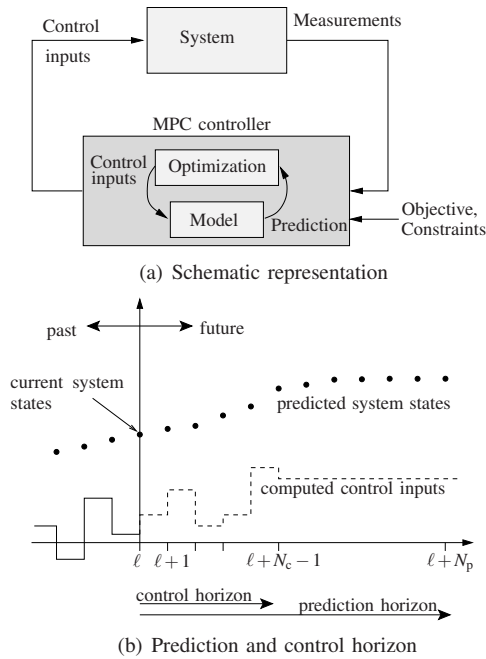 Control
inputs
System
Measurements
MPC controller
Control
inputs
Optimization
Model
Prediction
Objective,
Constraints
(a) Schematic representation
past
future
current system
states
predicted system states
computed control inputs
ℓ
ℓ+1
ℓ+N_c−1
ℓ+N_p
control horizon
prediction horizon
(b) Prediction and control horizon